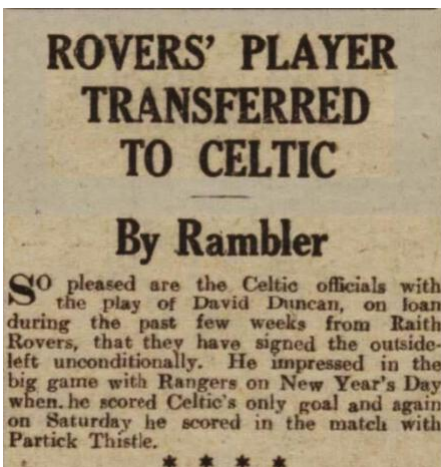 ROVERS' PLAYER
TRANSFERRED
TO CELTIC
By Rambler
SO pleased are the Celtic officials with
the play of David Duncan, on loan
during the past few weeks from Raith
Rovers, that they have signed the outside-
left unconditionally. He impressed in the
big game with Rangers on New Year's Day
when he scored Celtic's only goal and again
on Saturday he scored in the match with
Partick Thistle.
* * * *